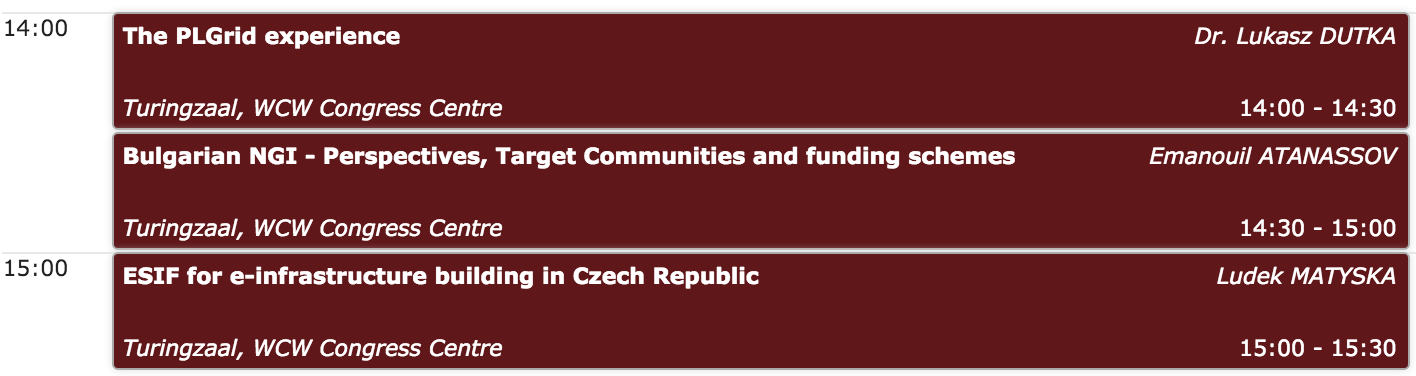 14:00
The PLGrid experience
Dr. Lukasz DUTKA
Turingzaal, WCW Congress Centre
14:00 - 14:30
Bulgarian NGI - Perspectives, Target Communities and funding schemes
Emanouil ATANASSOV
Turingzaal, WCW Congress Centre
14:30 - 15:00
15:00
ESIF for e-infrastructure building in Czech Republic
Ludek MATYSKA
Turingzaal, WCW Congress Centre
15:00 - 15:30